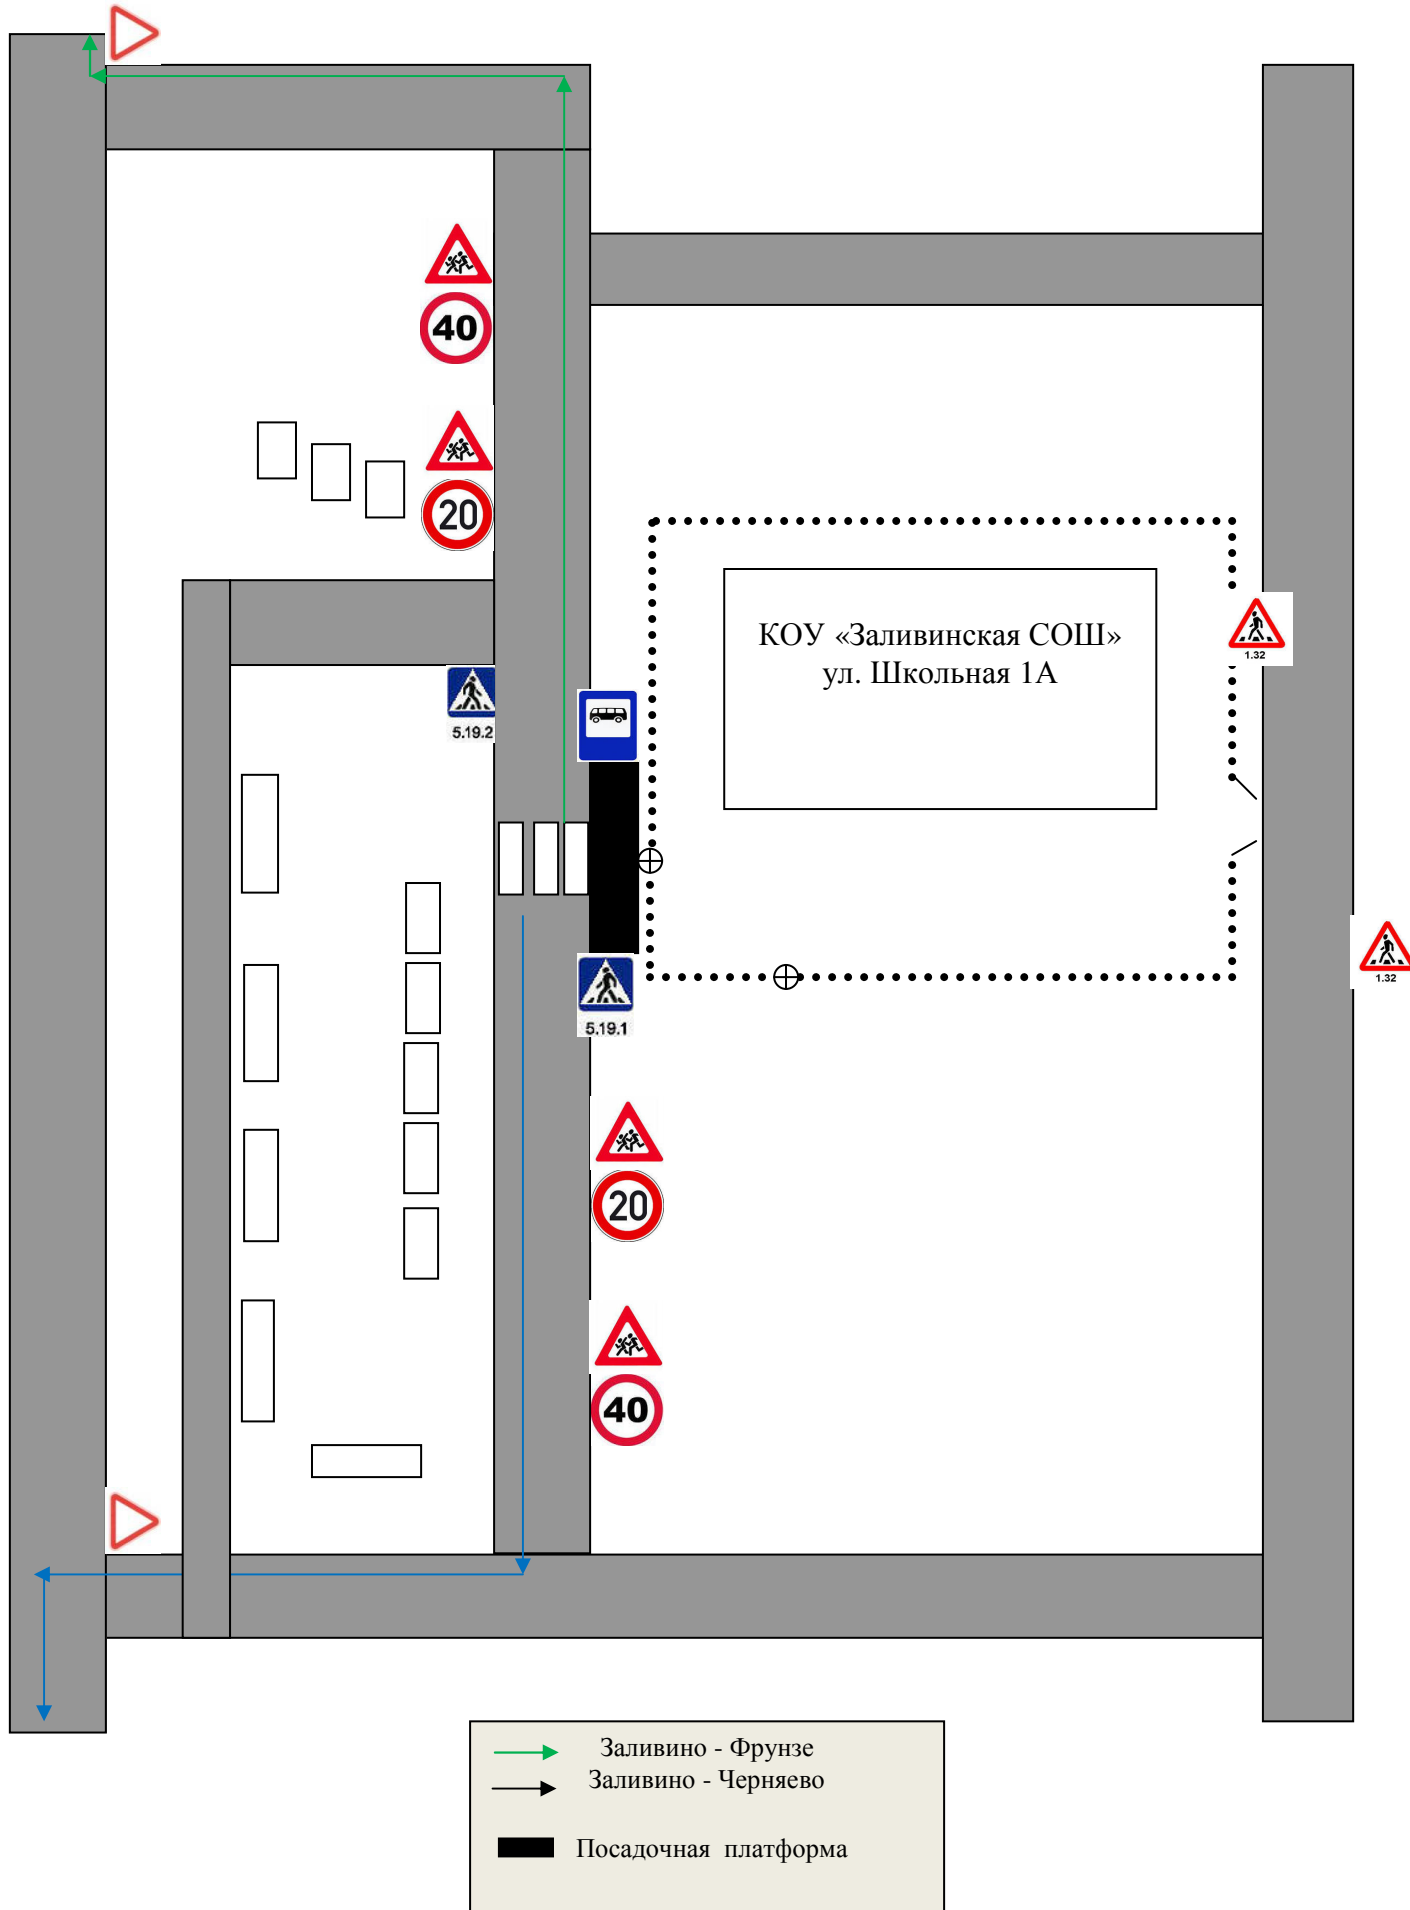 40
20
КОУ «Заливинская СОШ»
ул. Школьная 1А
1.32
5.19.2
1.32
5.19.1
20
40
Заливино - Фрунзе
Заливино - Черняево
Посадочная платформа